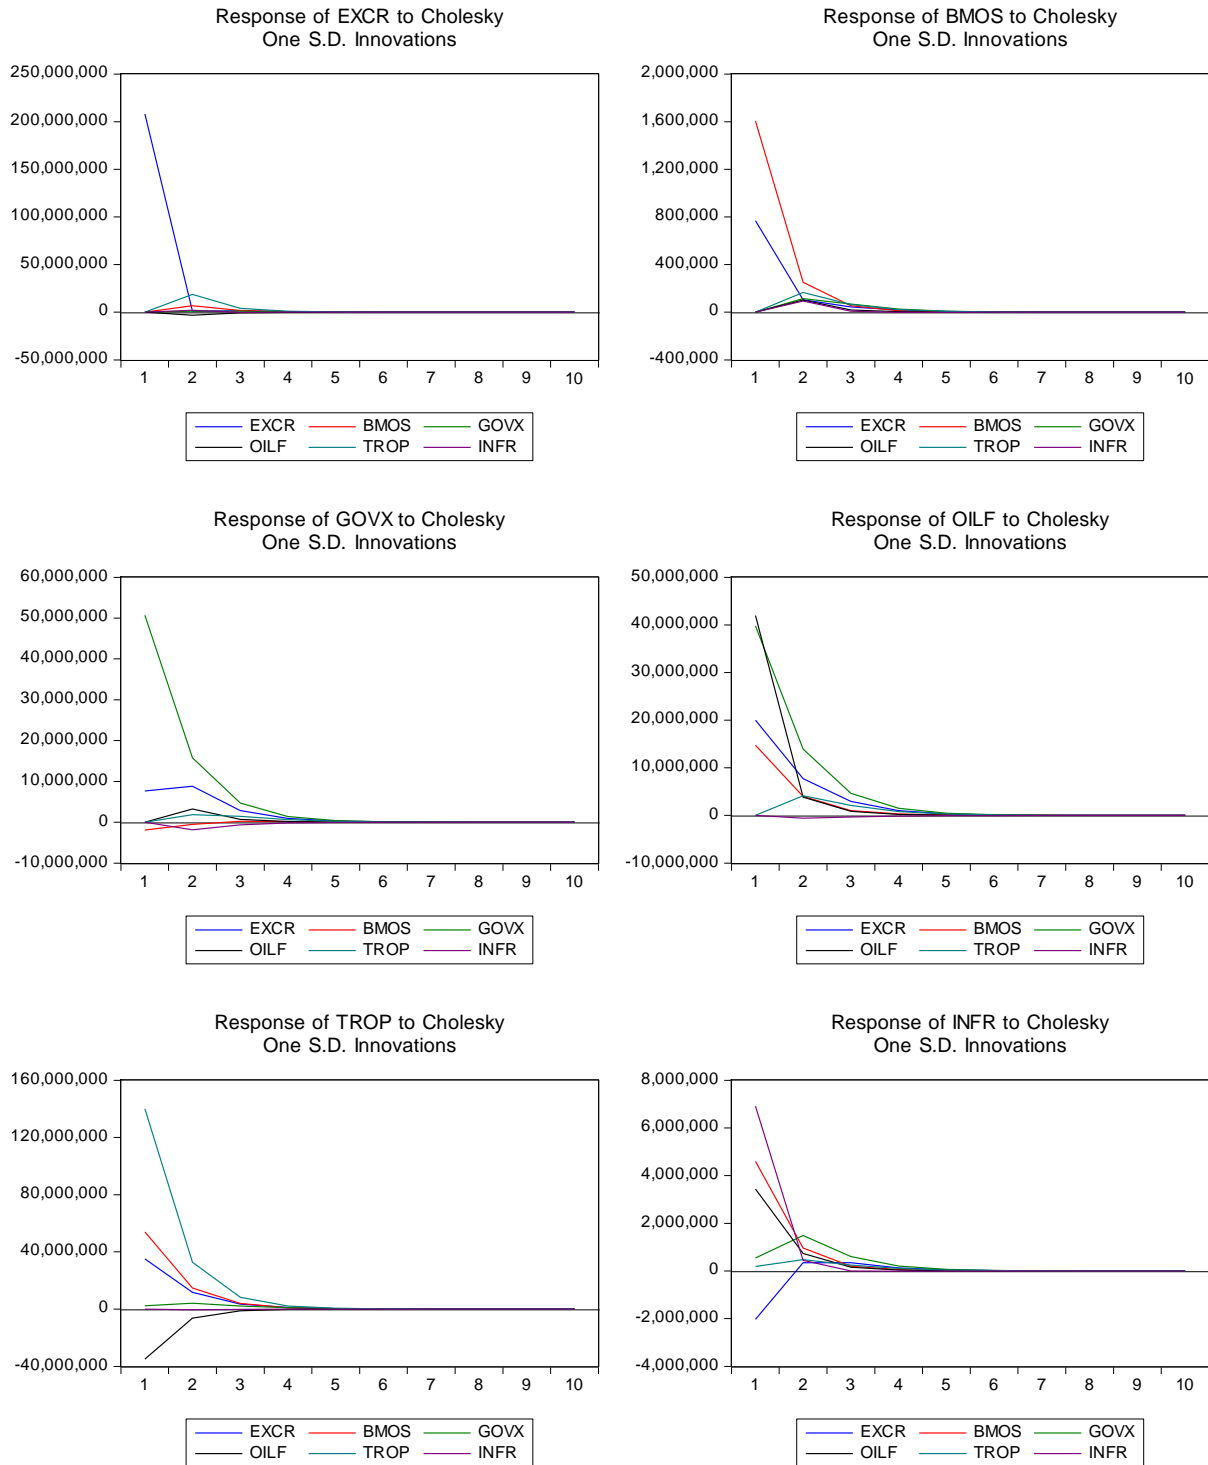 Response of EXCR to Cholesky
One S.D. Innovations
250,000,000
200,000,000
150,000,000
100,000,000
50,000,000
0
-50,000,000
1 2 3 4 5 6 7 8 9 10
EXCR BMOS GOVX
OILF TROP INFR
Response of BMOS to Cholesky
One S.D. Innovations
2,000,000
1,600,000
1,200,000
800,000
400,000
0
-400,000
1 2 3 4 5 6 7 8 9 10
EXCR BMOS GOVX
OILF TROP INFR
Response of GOVX to Cholesky
One S.D. Innovations
60,000,000
50,000,000
40,000,000
30,000,000
20,000,000
10,000,000
0
-10,000,000
1 2 3 4 5 6 7 8 9 10
EXCR BMOS GOVX
OILF TROP INFR
Response of OILF to Cholesky
One S.D. Innovations
50,000,000
40,000,000
30,000,000
20,000,000
10,000,000
0
-10,000,000
1 2 3 4 5 6 7 8 9 10
EXCR BMOS GOVX
OILF TROP INFR
Response of TROP to Cholesky
One S.D. Innovations
160,000,000
120,000,000
80,000,000
40,000,000
0
-40,000,000
1 2 3 4 5 6 7 8 9 10
EXCR BMOS GOVX
OILF TROP INFR
Response of INFR to Cholesky
One S.D. Innovations
8,000,000
6,000,000
4,000,000
2,000,000
0
-2,000,000
-4,000,000
1 2 3 4 5 6 7 8 9 10
EXCR BMOS GOVX
OILF TROP INFR